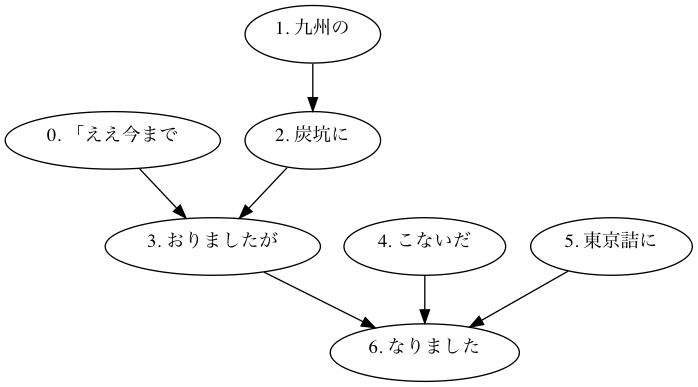 1. 九州の
0. 「ええ今まで
2. 炭坑に
3. おりましたが
4. こないだ
5. 東京詰に
6. なりました